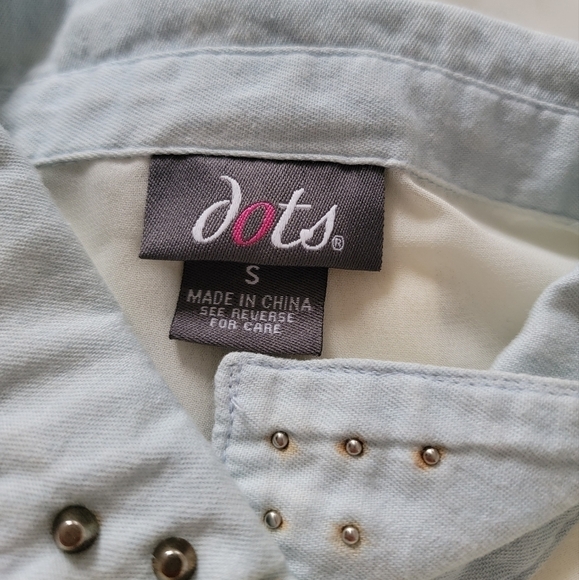 dots®
S
MADE IN CHINA
SEE REVERSE
FOR CARE